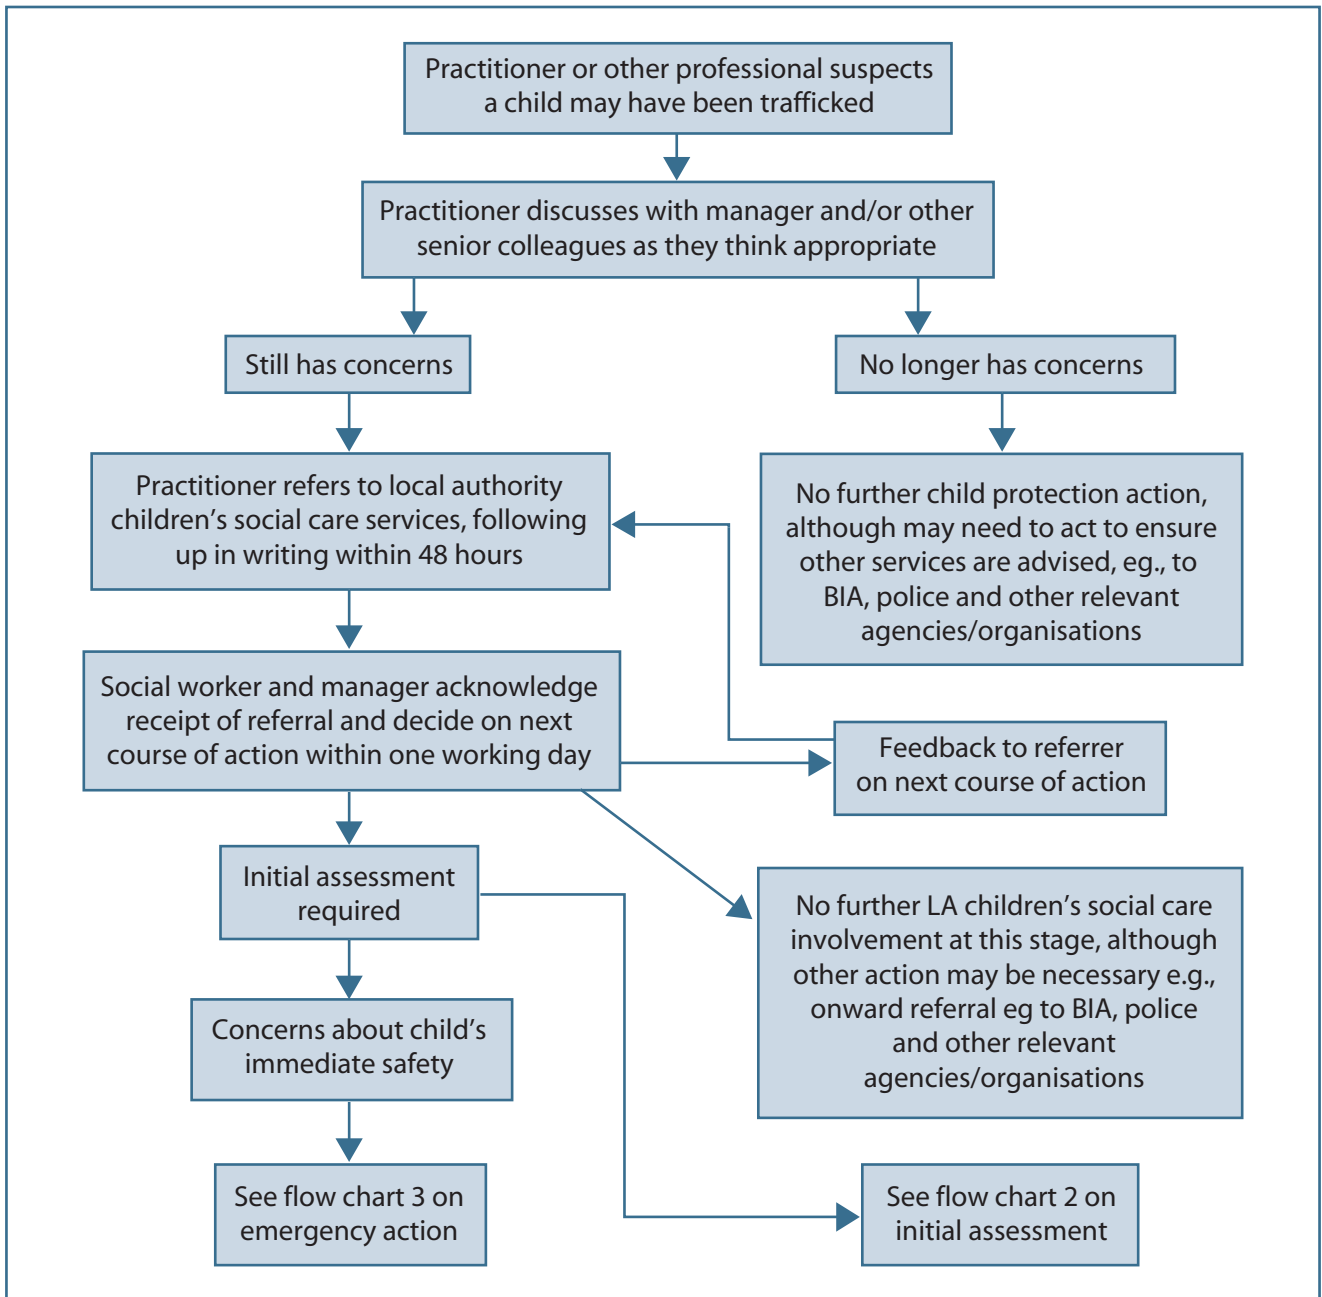 Practitioner or other professional suspects
a child may have been trafficked
Practitioner discusses with manager and/or other
senior colleagues as they think appropriate
Still has concerns
No longer has concerns
Practitioner refers to local authority
children’s social care services, following
up in writing within 48 hours
No further child protection action,
although may need to act to ensure
other services are advised, eg., to
BIA, police and other relevant
agencies/organisations
Social worker and manager acknowledge
receipt of referral and decide on next
course of action within one working day
Feedback to referrer
on next course of action
Initial assessment
required
No further LA children’s social care
involvement at this stage, although
other action may be necessary e.g.,
onward referral eg to BIA, police
and other relevant
agencies/organisations
Concerns about child’s
immediate safety
See flow chart 3 on
emergency action
See flow chart 2 on
initial assessment